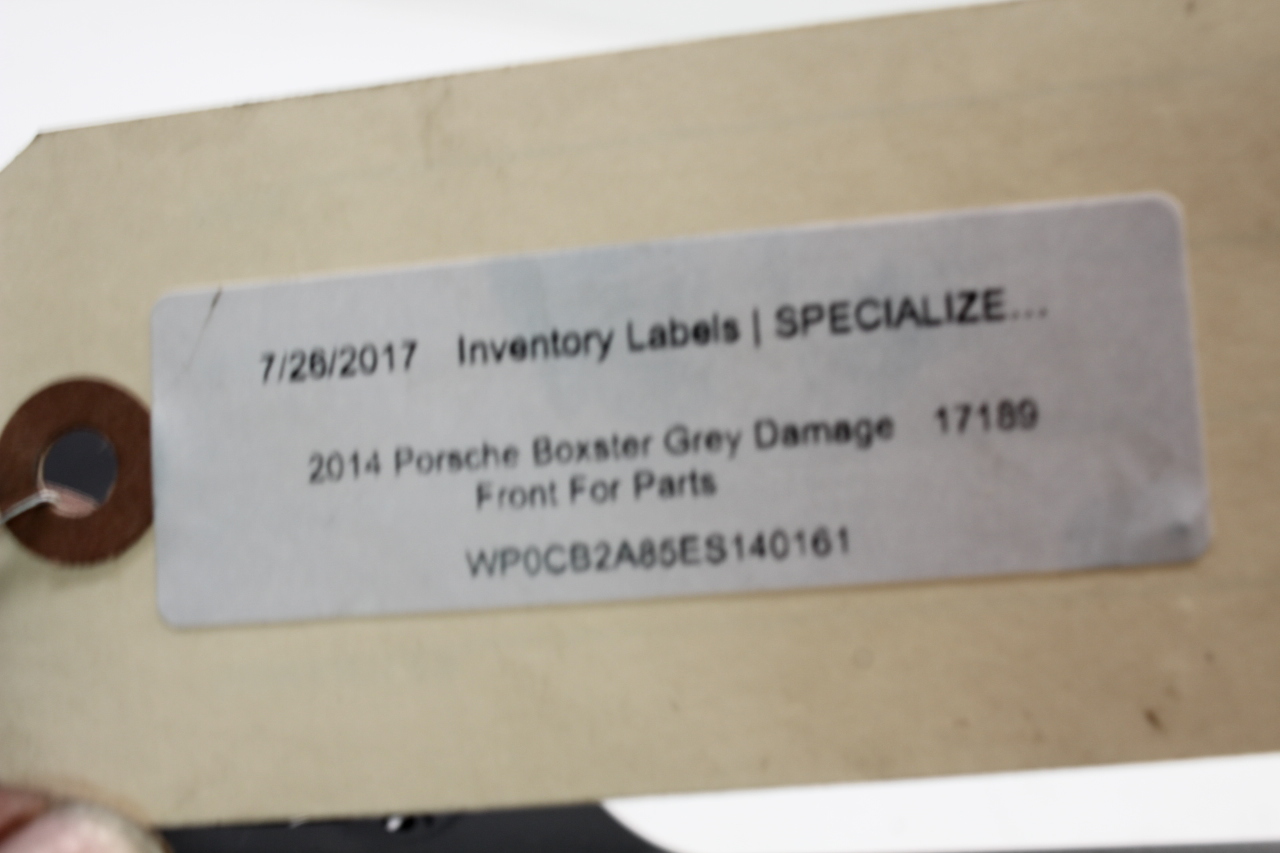 7/26/2017 Inventory Labels | SPECIALIZE...
2014 Porsche Boxster Grey Damage 17189
Front For Parts
WP0CB2A85ES140161